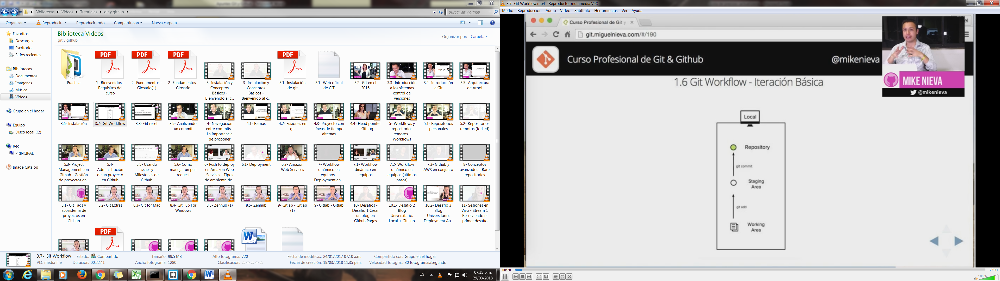 Bibliotecas
Vídeos
Tutoriales
git y github
Buscar git y github
Organizar
Reproducir
Reproducir todo
Compartir con
Nueva carpeta
Favoritos
Descargas
Escritorio
Sitios recientes
Bibliotecas
Documentos
Imágenes
Música
Vídeos
Grupo en el hogar
Equipo
Disco local (C:)
Red
PRINCIPAL
Image Catalog
Biblioteca Vídeos
git y github
Organizar por: Carpeta
Practica
PDF
1- Bienvenidos -
Requisitos del
curso
PDF
2- Fundamentos -
Glosario(1)
PDF
2- Fundamentos -
Glosario
3- Instalación y
Conceptos
Básicos -
Bienvenido al c...
3- Instalación y
Conceptos
Básicos -
Bienvenido al c...
PDF
3.1- Instalación
de git
3.1- Web oficial
de GIT
3.2- Git en el
2016
3.3- Introducción
a los sistemas
control de
versiones
3.4- Introducción
a Git
3.5- Arquitectura
de Arbol
3.6- Instalación
3.7- Git Workflow
3.8- Git reset
3.9- Analizando
un commit
4- Navegación
entre commits -
La importancia
de proponer
4.1- Ramas
4.2- Fusiones en
git
4.3- Proyecto con
líneas de tiempo
alternas
4.4- Head pointer
+ Git log
5- Workflows y
repositorios
remotos -
Workflows
5.1- Repositorios
personales
5.2- Repositorios
remotos (forked)
5.3- Project
Management con
Github - Gestión
de proyectos en...
5.4-
Administración
de un proyecto
en Github
5.5- Usando
Issues y
Milestones de
Github
5.6- Cómo
manejar un pull
request
6- Push to deploy
en Amazon Web
Services - Tipos
de ambiente de...
6.1- Deployment
6.2- Amazon
Web Services
7- Workflow
dinámico en
equipos -
Deployment en ...
7.1- Workflow
dinámico en
equipos
7.2- Workflow
dinámico en
equipos (últimos
pasos)
7.3- Github y
AWS en conjunto
8- Conceptos
avanzados - Bare
repositories
8.1- Git Tags y
Ecosistema de
proyectos en
GitHub
8.2- Git Extras
8.3- Git for Mac
8.4- GitHub For
Windows
8.5- Zenhub (1)
8.5- Zenhub
9- Gitlab - Gitlab
(1)
9- Gitlab - Gitlab
10- Desafios -
Desafio 1 Crear
un blog en
Github Pages
10.1- Desafio 2
Blog
Universitario.
Local + GitHub
10.2- Desafio 3
Blog
Universitario.
Deployment Au...
11- Sesiones en
Vivo - Stream 1
Resolviendo el
primer desafío
PDF
3.7- Git Workflow
VLC media file
Estado: Compartido
Duración: 00:22:41
Tamaño: 99.5 MB
Alto fotograma: 720
Ancho fotograma: 1280
Clasificación:
Fecha de modifica... 24/01/2017 07:10 a.m.
Fecha de creación: 19/03/2018 11:35 p.m.
Compartido con: Grupo en el hogar
Velocidad fotogra... 30 fotogramas/segundo
ES
07:15 p.m.
29/03/2018
3.7- Git Workflow.mp4 - Reproductor multimedia VLC
Medio Reproducción Audio Vídeo Subtítulo Herramientas Ver Ayuda
Curso Profesional de Git y
git.miguelnieva.com/#/190
Curso Profesional de Git & Github
@mikenieva
MIKE NIEVA
@mikenieva
1.6 Git Workflow - Iteración Básica
Local
Repository
git commit
Staging
Area
git add
Working
Area
00:20
22:41
100%